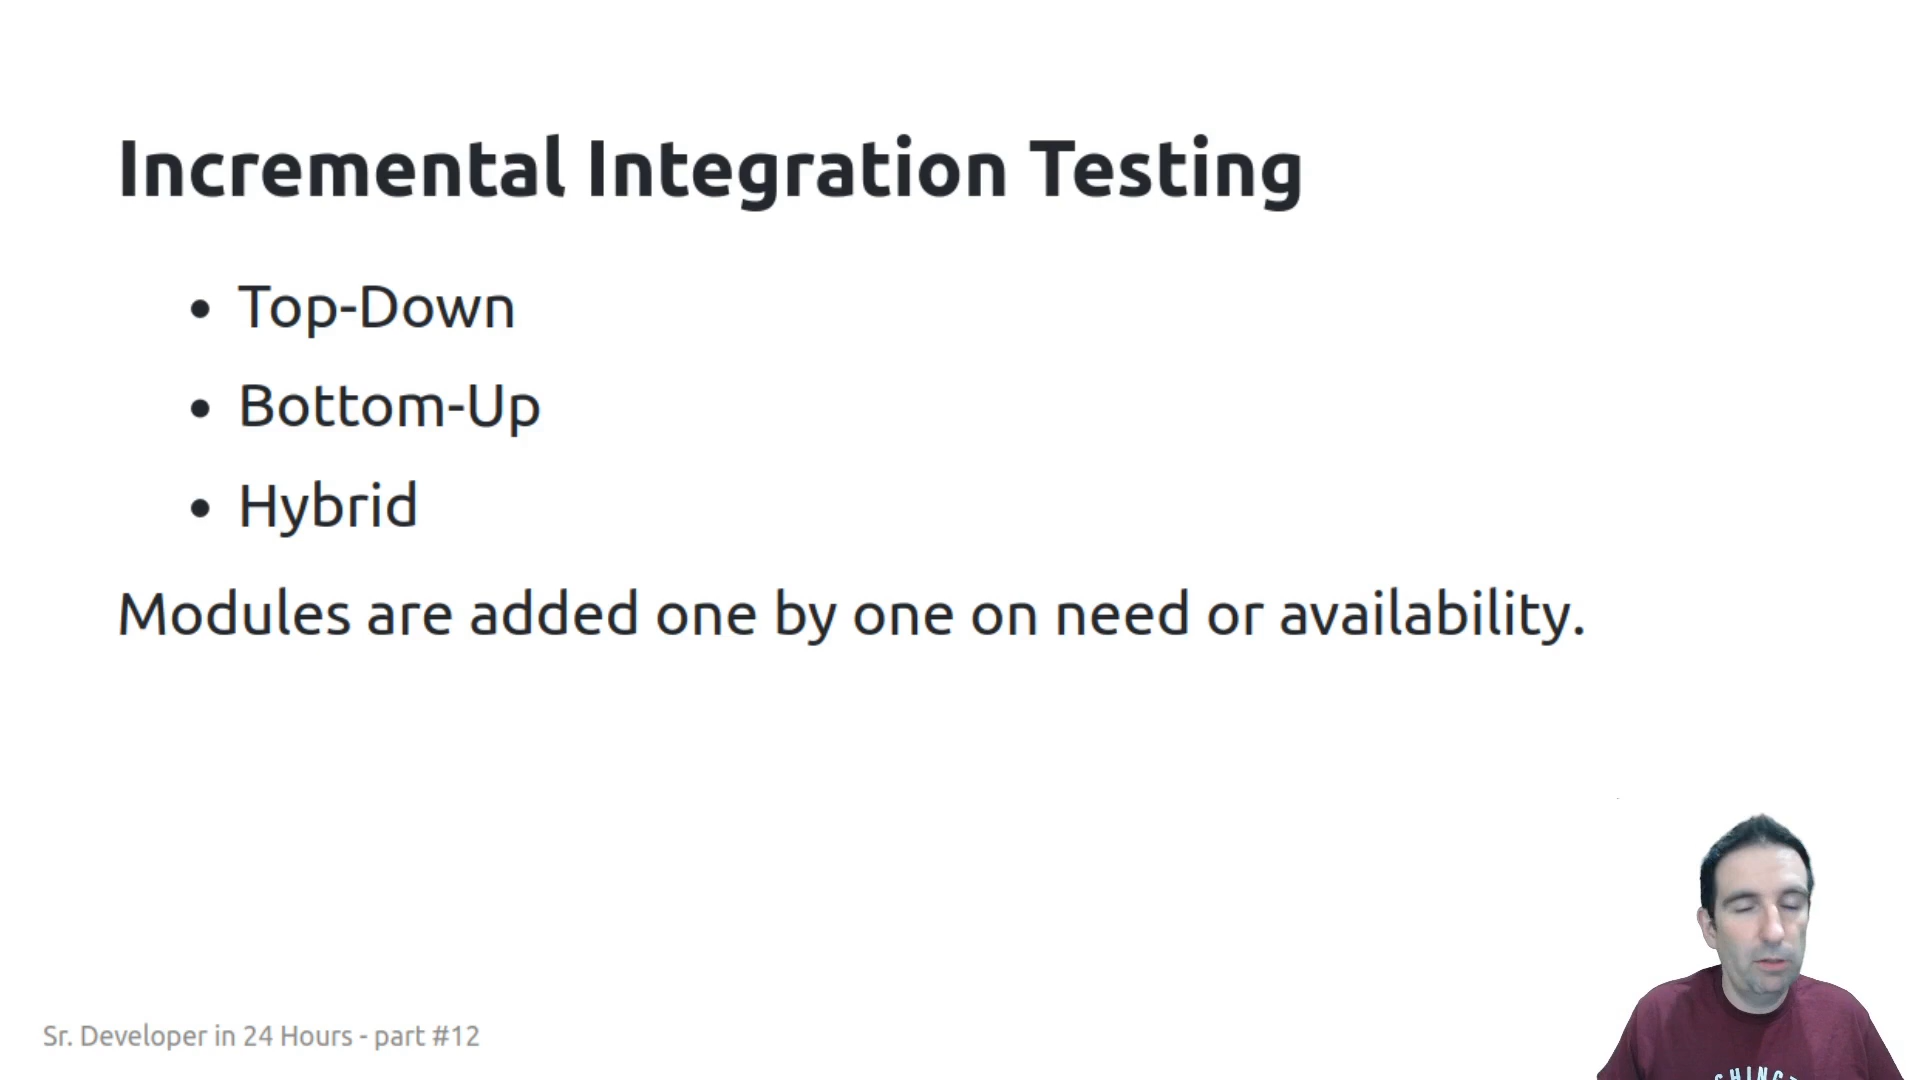 Incremental Integration Testing
• Top-Down
• Bottom-Up
• Hybrid
Modules are added one by one on need or availability.
Sr. Developer in 24 Hours - part #12